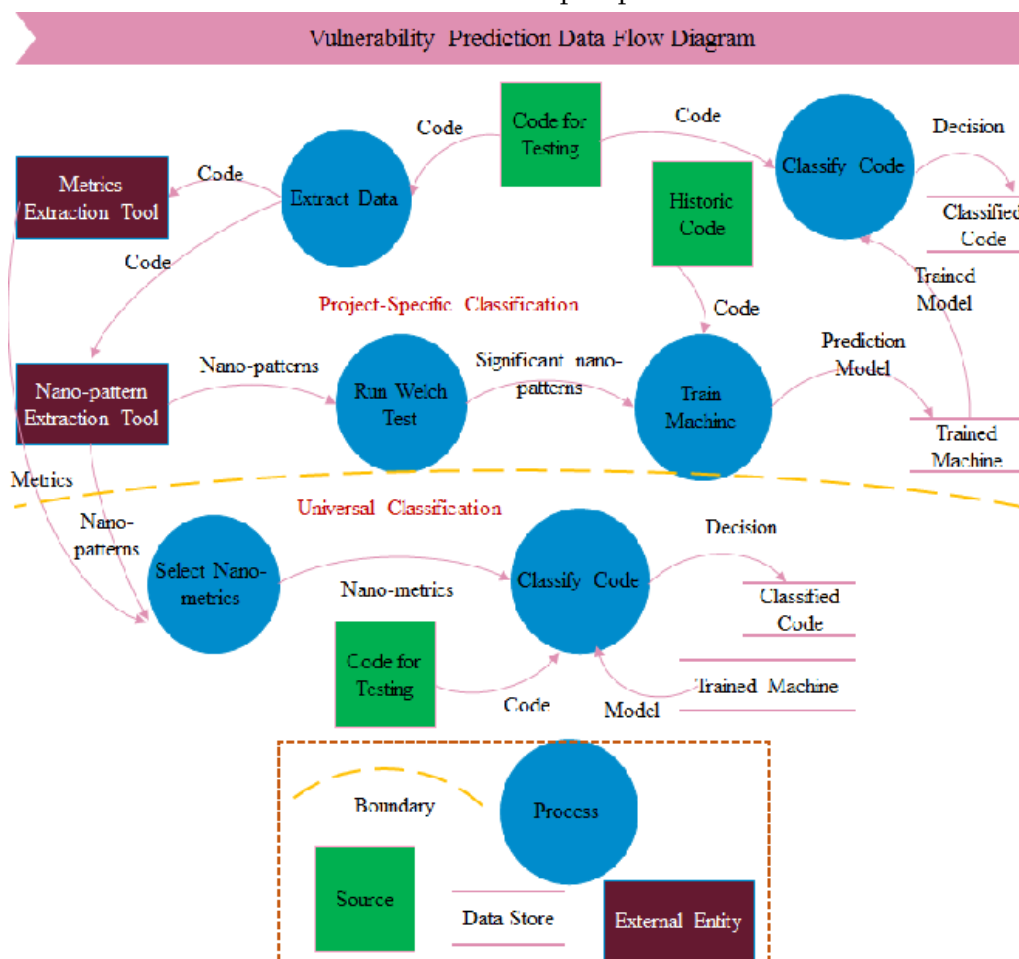 Vulnerability Prediction Data Flow Diagram
Code for
Testing
Code
Code
Decision
Classify Code
Metrics
Extraction Tool
Code
Extract Data
Historic
Code
Classified
Code
Code
Trained
Model
Project-Specific Classification
Code
Nano-patterns
Significant nano-
patterns
Prediction
Model
Nano-pattern
Extraction Tool
Run Welch
Test
Train
Machine
Trained
Machine
Metrics
Universal Classification
Nano-
patterns
Decision
Select Nano-
metrics
Nano-metrics
Classify Code
Classified
Code
Code for
Testing
Trained Machine
Code
Model
Boundary
Process
Source
Data Store
External Entity